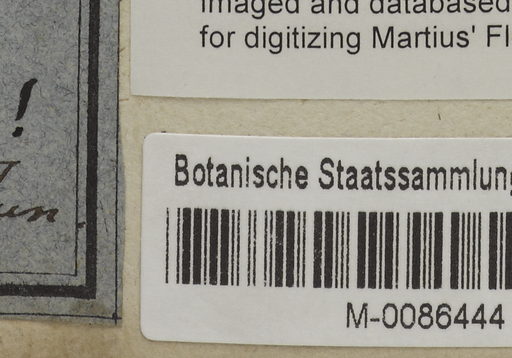 Imaged and databased
for digitizing Martius' Fl
!
Botanische Staatssammlung
M-0086444